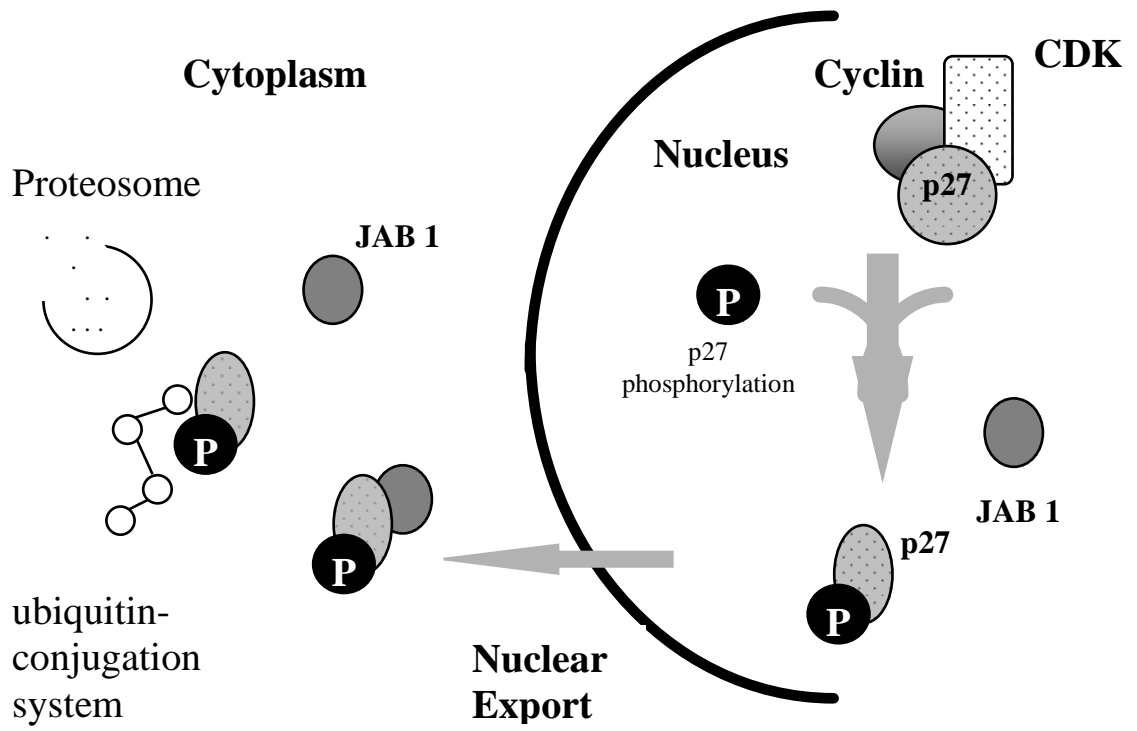 Cytoplasm
Cyclin
CDK
Nucleus
p27
Proteosome
JAB 1
P
p27
phosphorylation
P
JAB 1
p27
P
P
ubiquitin-
conjugation
system
Nuclear
Export